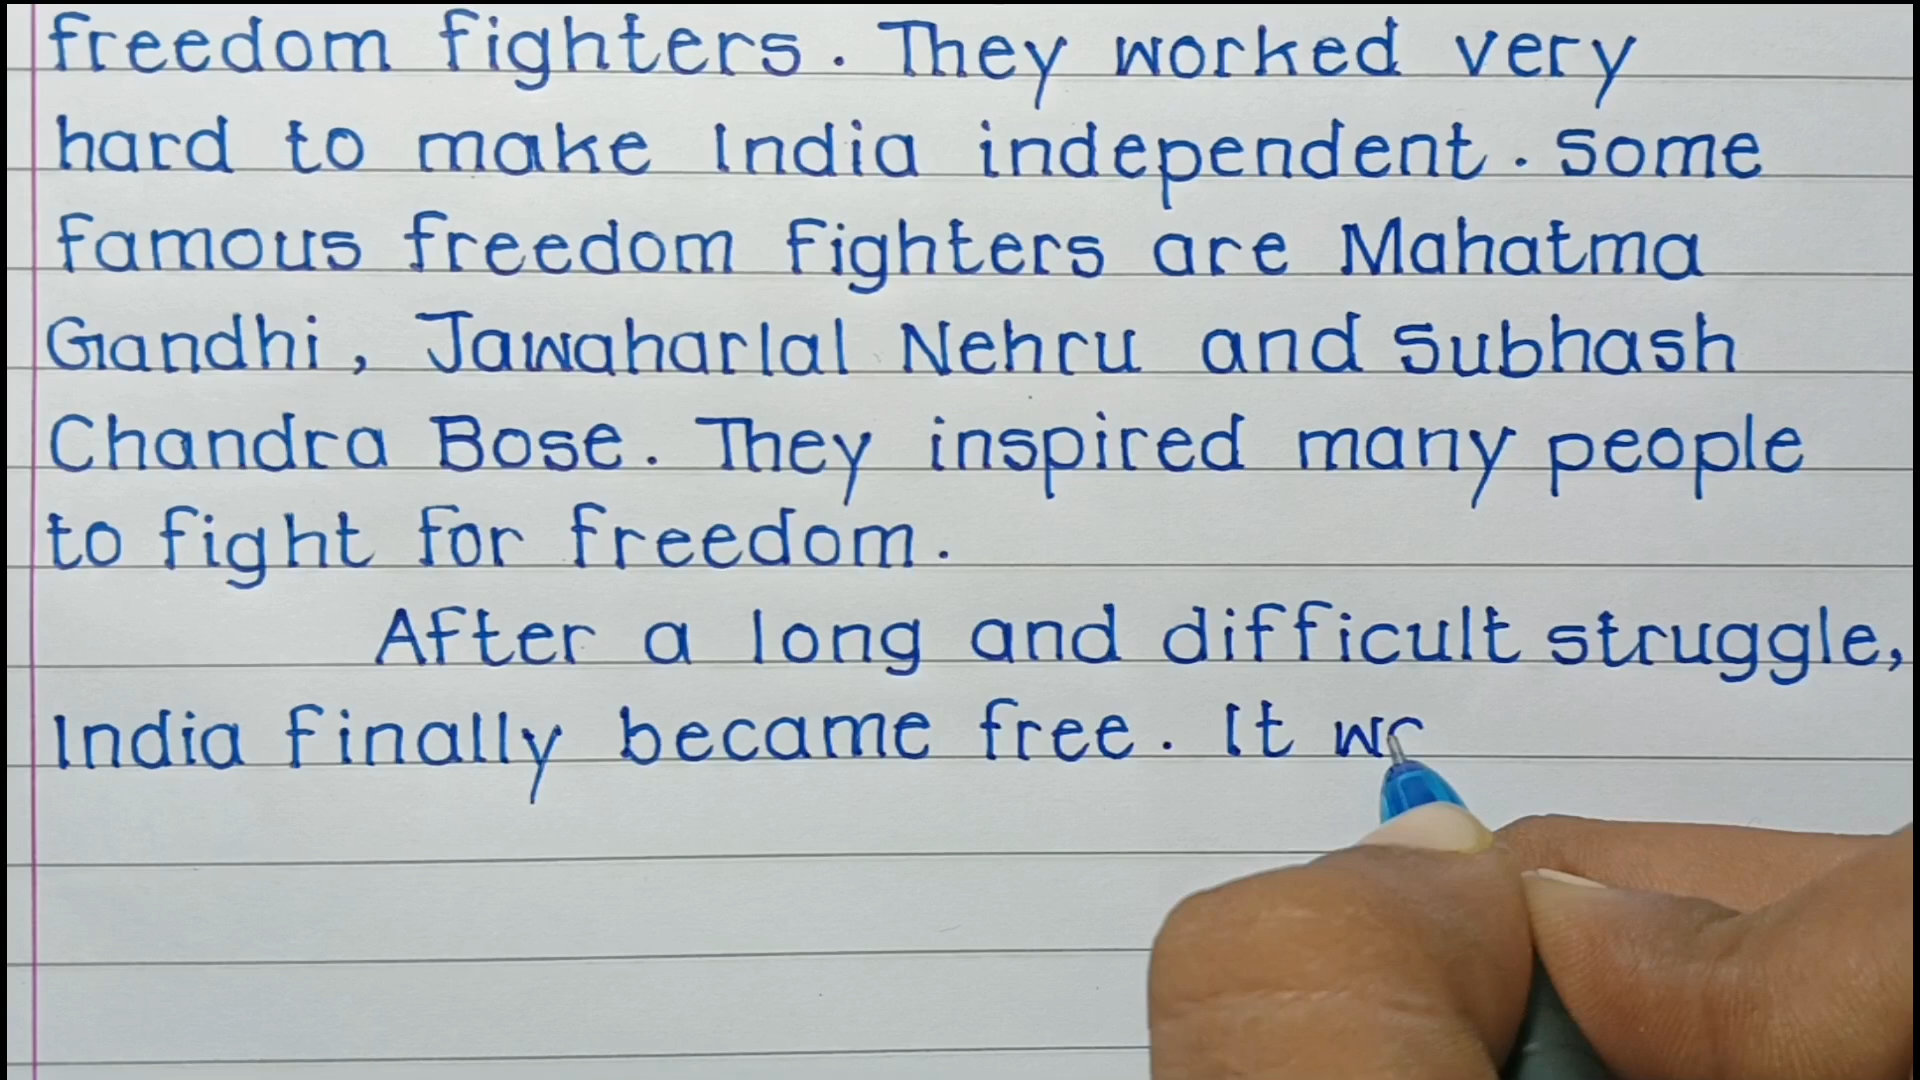 freedom fighters. They worked very
hard to make India independent. Some
famous freedom fighters are Mahatma
Gandhi, Jawaharlal Nehru and Subhash
Chandra Bose. They inspired many people
to fight for freedom.
After a long and difficult struggle,
India finally became free. It